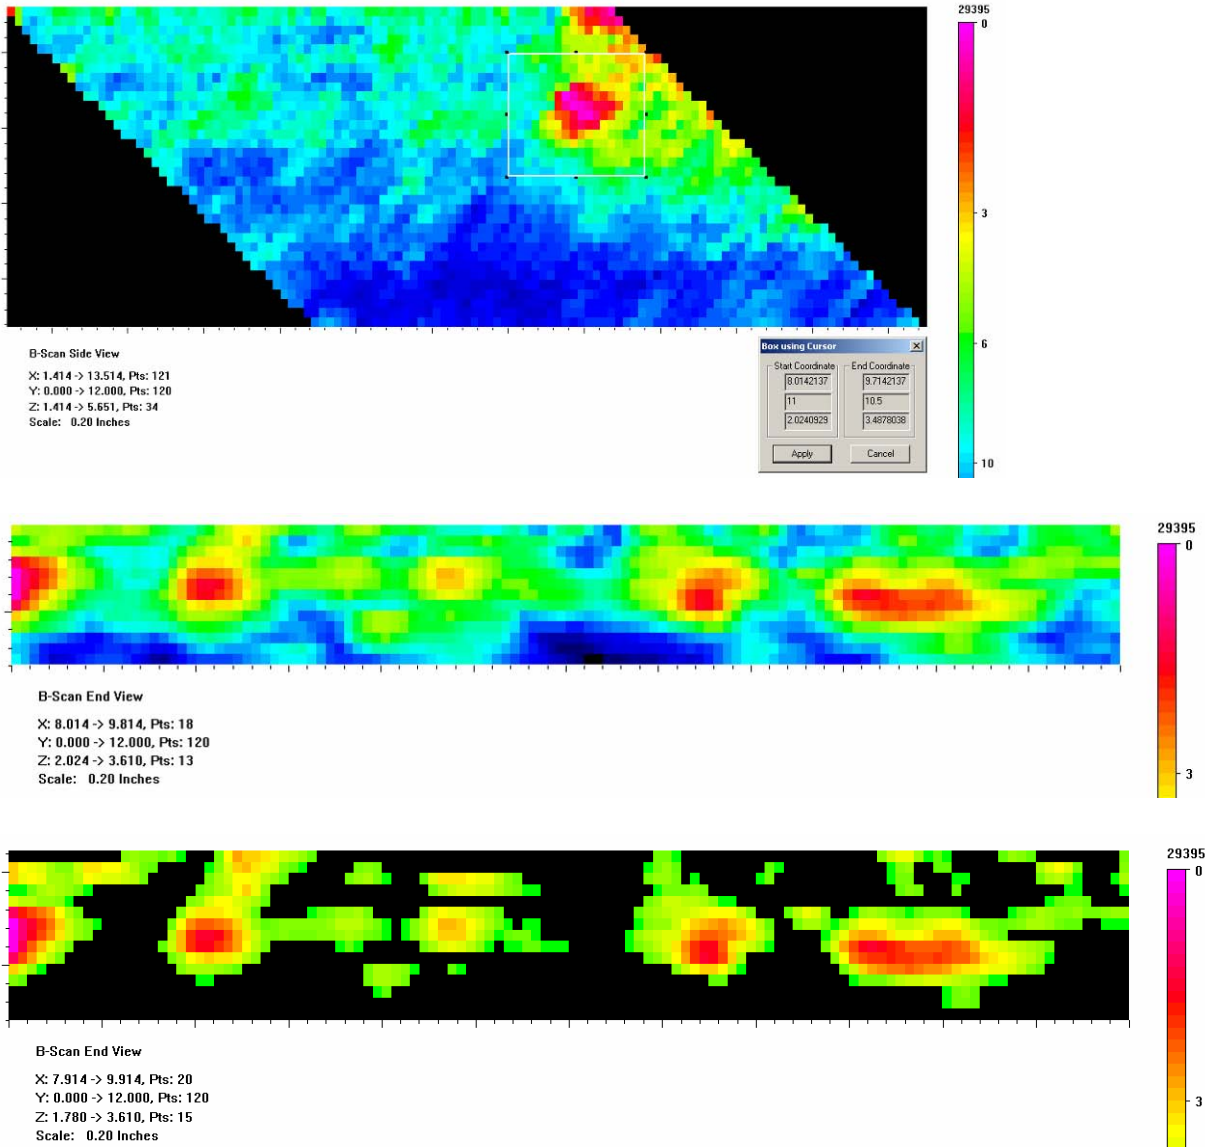 29395
0
3
6
10
B-Scan Side View
X: 1.414 -> 13.514, Pts: 121
Y: 0.000 -> 12.000, Pts: 120
Z: 1.414 -> 5.651, Pts: 34
Scale: 0.20 Inches
Box using Cursor
Start Coordinate End Coordinate
8.0142137 9.7142137
11 10.5
2.0240929 3.4878038
Apply Cancel
29395
0
3
B-Scan End View
X: 8.014 -> 9.814, Pts: 18
Y: 0.000 -> 12.000, Pts: 120
Z: 2.024 -> 3.610, Pts: 13
Scale: 0.20 Inches
29395
0
3
B-Scan End View
X: 7.914 -> 9.914, Pts: 20
Y: 0.000 -> 12.000, Pts: 120
Z: 1.780 -> 3.610, Pts: 15
Scale: 0.20 Inches